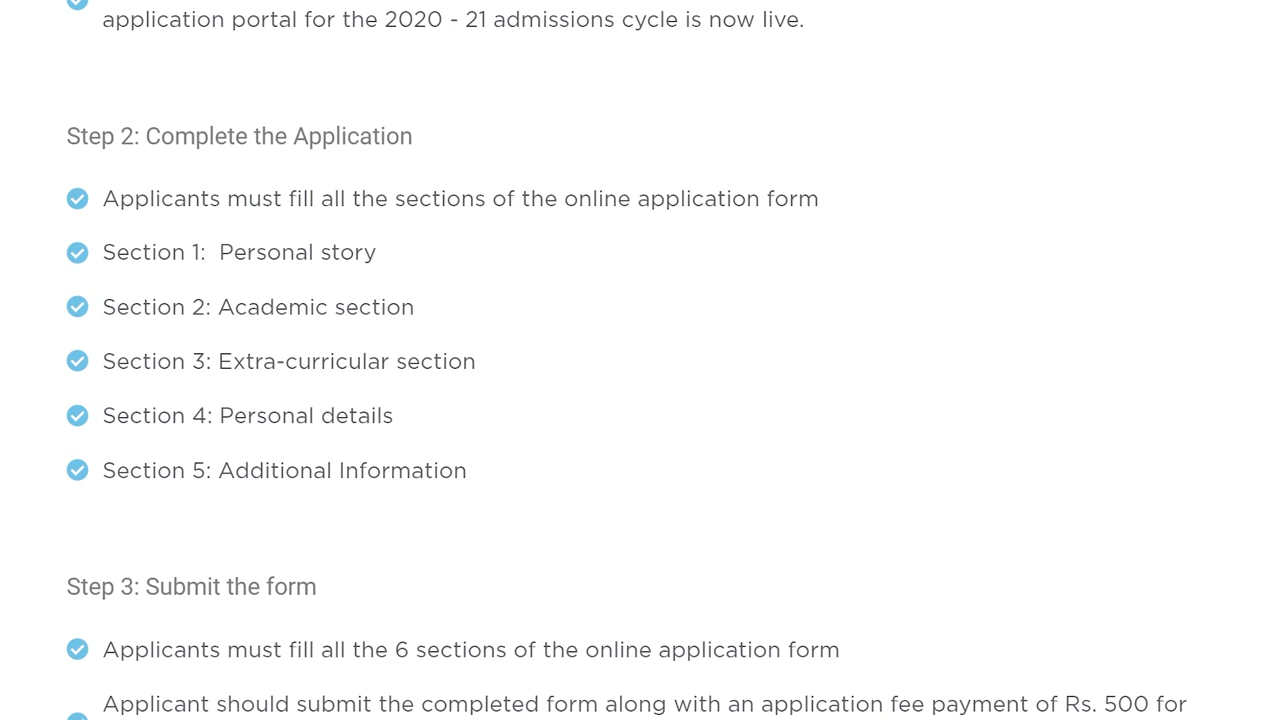 application portal for the 2020 - 21 admissions cycle is now live.
Step 2: Complete the Application
Applicants must fill all the sections of the online application form
Section 1:  Personal story
Section 2: Academic section
Section 3: Extra-curricular section
Section 4: Personal details
Section 5: Additional Information
Step 3: Submit the form
Applicants must fill all the 6 sections of the online application form
Applicant should submit the completed form along with an application fee payment of Rs. 500 for